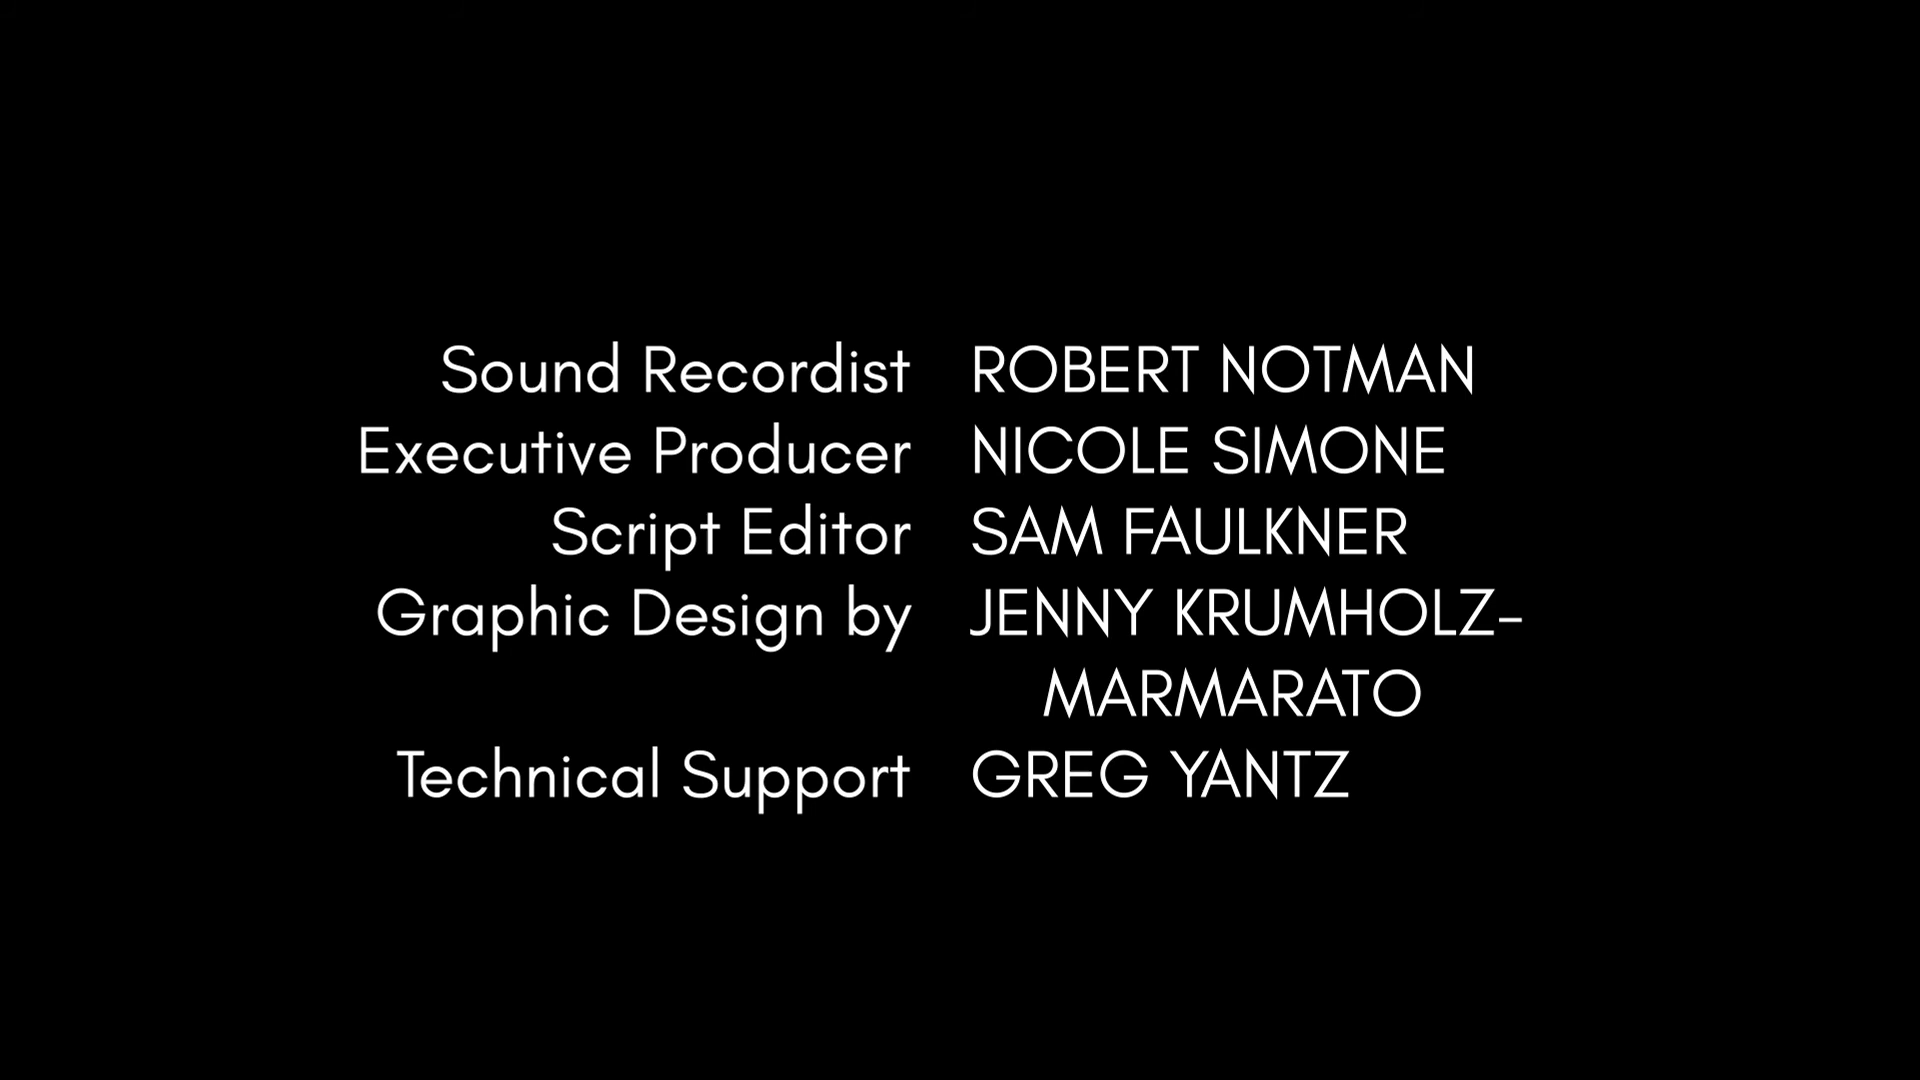 Sound Recordist ROBERT NOTMAN
Executive Producer NICOLE SIMONE
Script Editor SAM FAULKNER
Graphic Design by JENNY KRUMHOLZ-
MARMARATO
Technical Support GREG YANTZ